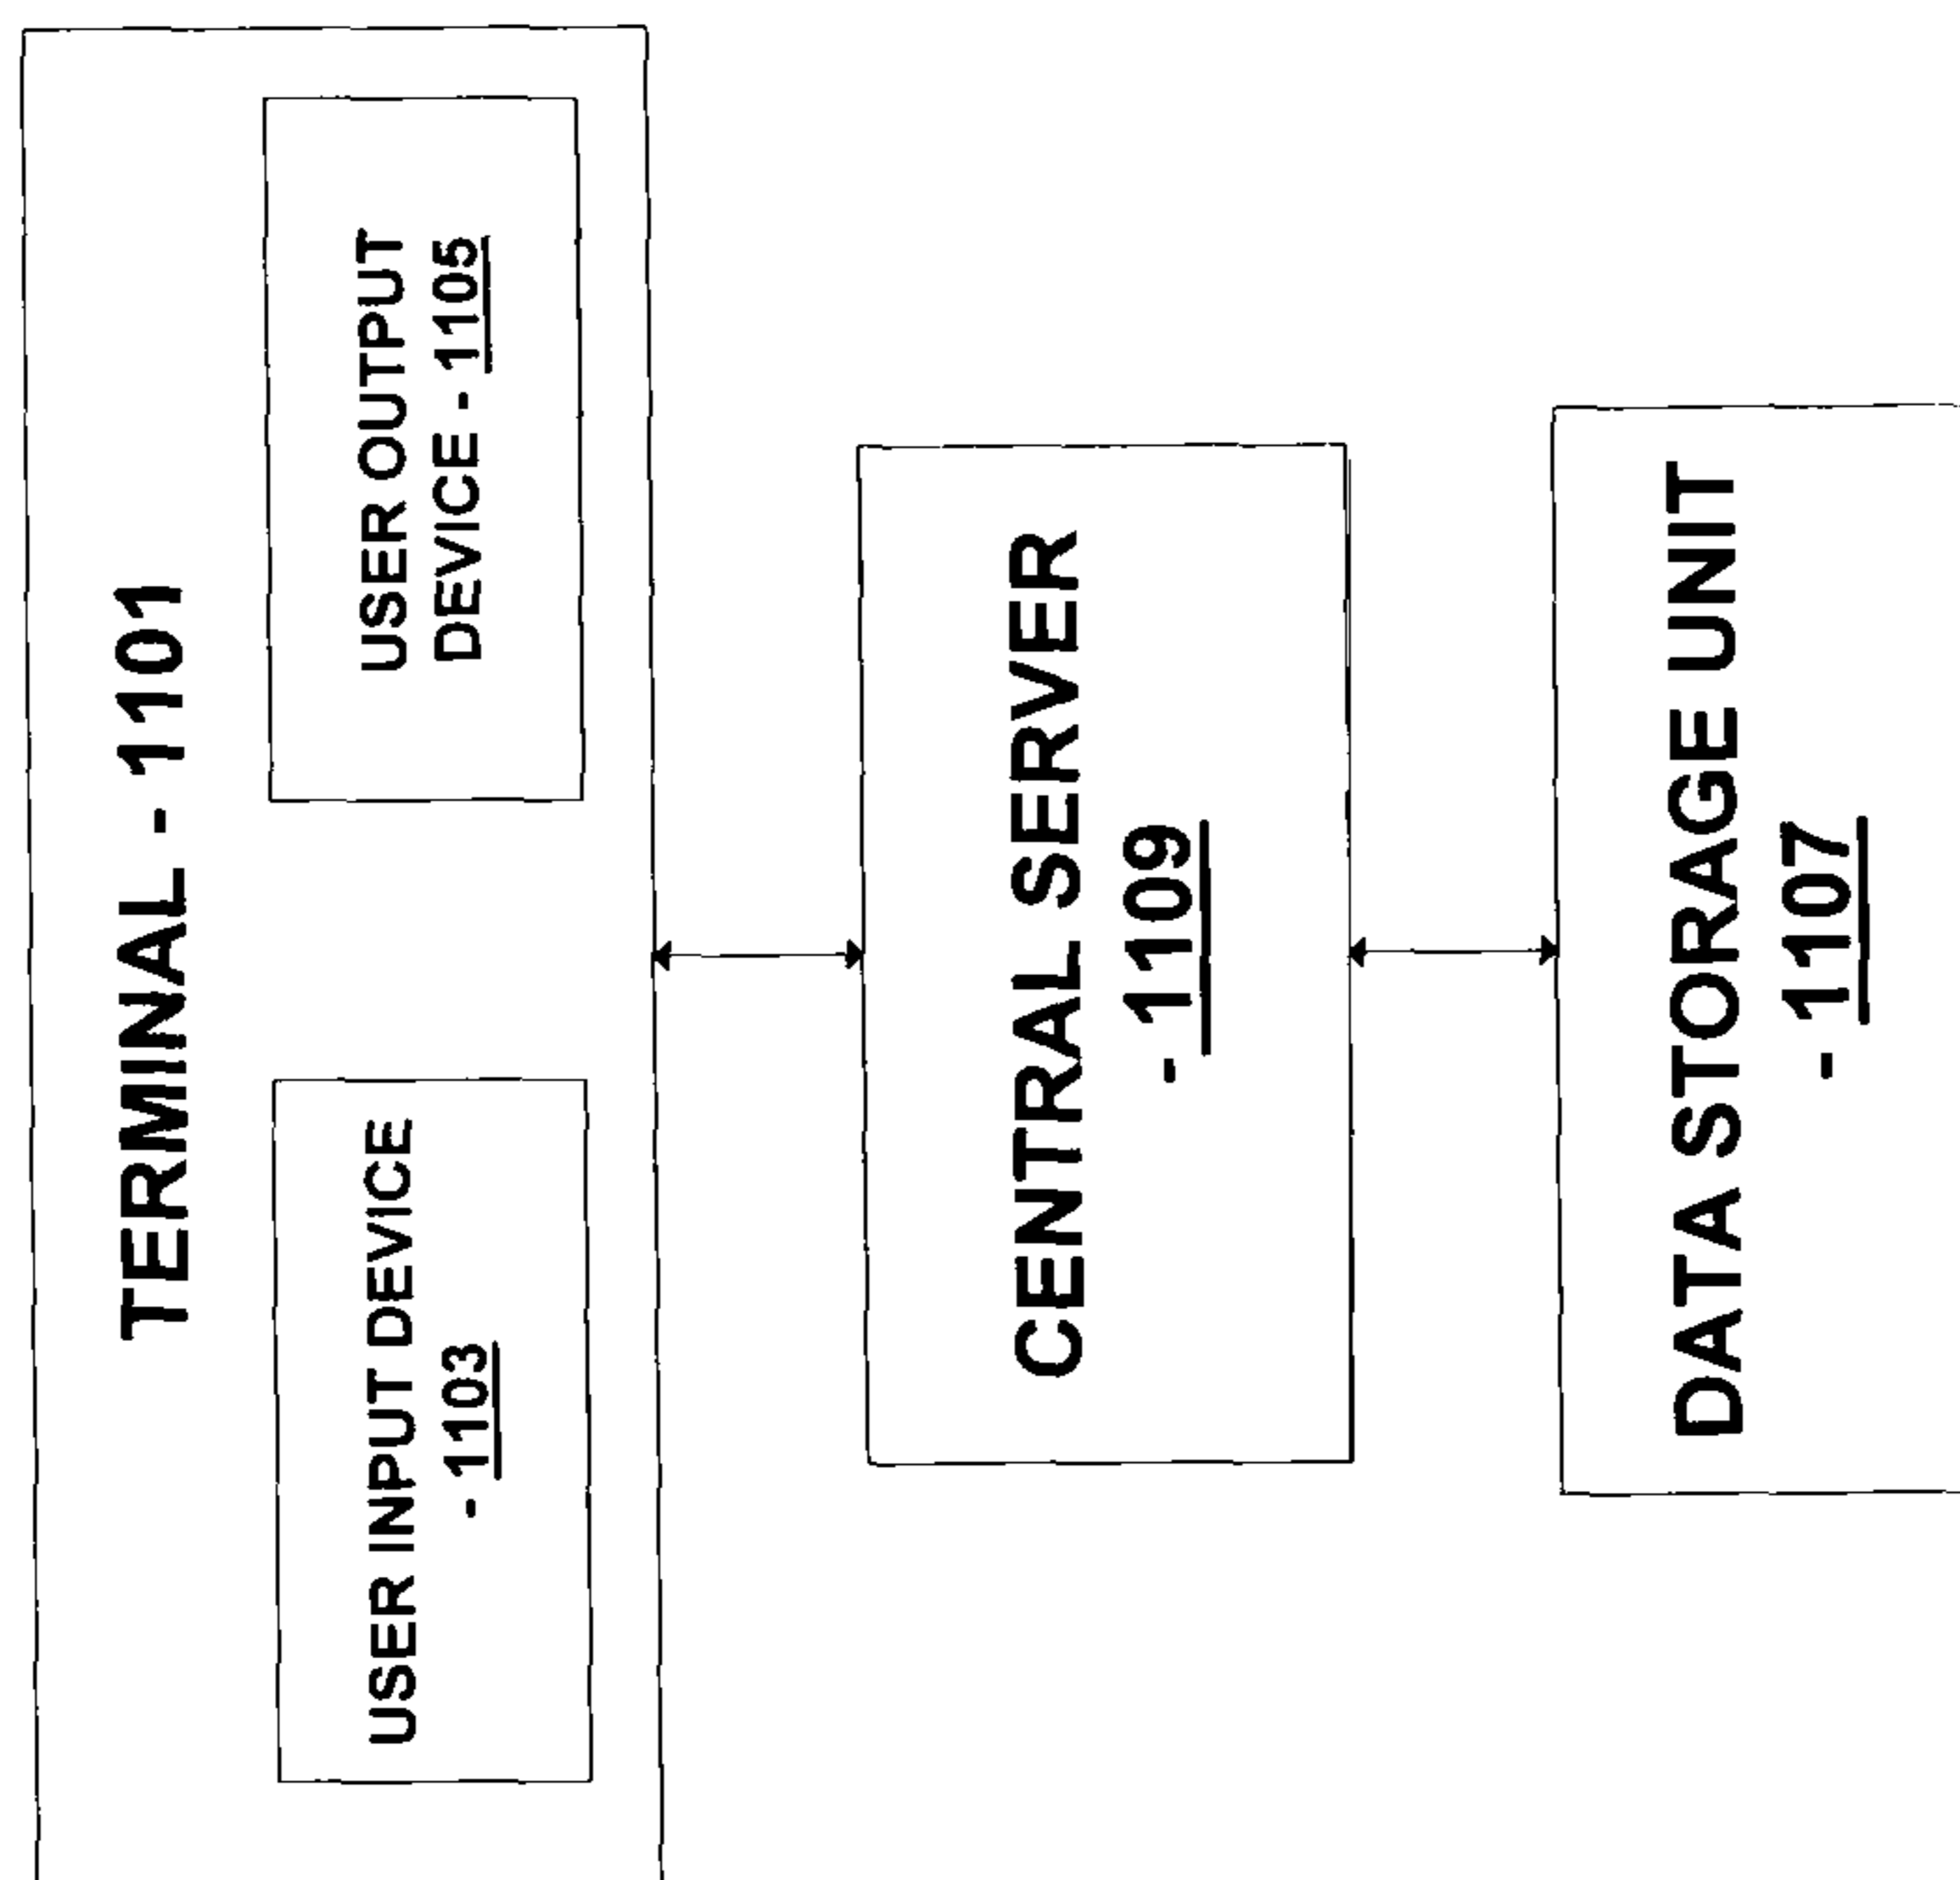 TERMINAL - 1101
USER INPUT DEVICE
- 1103
USER OUTPUT
DEVICE - 1105
CENTRAL SERVER
- 1109
DATA STORAGE UNIT
- 1107